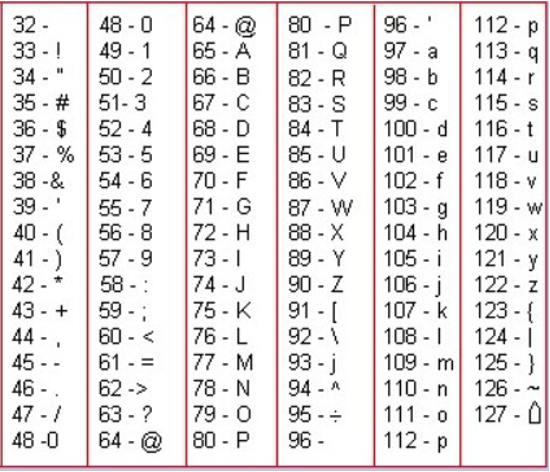 32 - 48 - 0 64 - @ 80 - P 96 - ' 112 - p
33 - ! 49 - 1 65 - A 81 - Q 97 - a 113 - q
34 - " 50 - 2 66 - B 82 - R 98 - b 114 - r
35 - # 51- 3 67 - C 83 - S 99 - c 115 - s
36 - $ 52 - 4 68 - D 84 - T 100 - d 116 - t
37 - % 53 - 5 69 - E 85 - U 101 - e 117 - u
38 -& 54 - 6 70 - F 86 - V 102 - f 118 - v
39 - ' 55 - 7 71 - G 87 - W 103 - g 119 - w
40 - ( 56 - 8 72 - H 88 - X 104 - h 120 - x
41 - ) 57 - 9 73 - I 89 - Y 105 - i 121 - y
42 - * 58 - : 74 - J 90 - Z 106 - j 122 - z
43 - + 59 - ; 75 - K 91 - [ 107 - k 123 - {
44 - , 60 - < 76 - L 92 - \ 108 - l 124 - |
45 - - 61 - = 77 - M 93 - j 109 - m 125 - }
46 - . 62 -> 78 - N 94 - ^ 110 - n 126 - ~
47 - / 63 - ? 79 - O 95 - ÷ 111 - o 127 - ⌂
48 -0 64 - @ 80 - P 96 - 112 - p